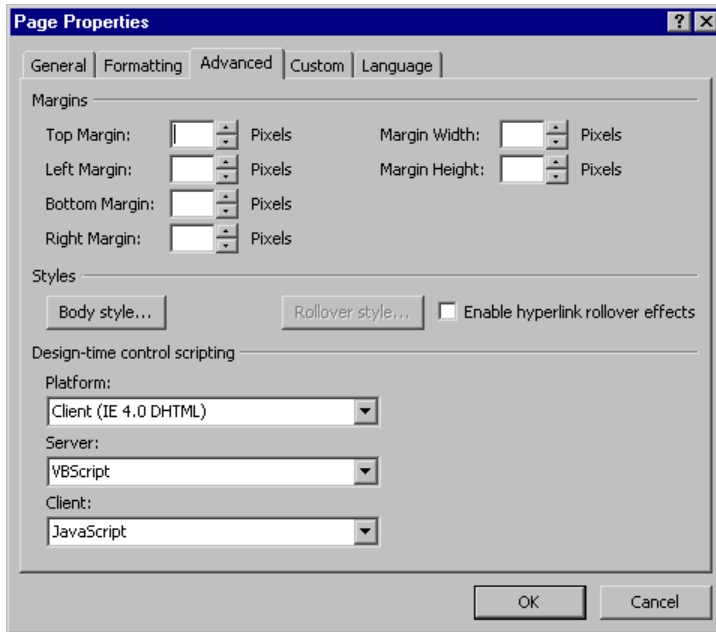 Page Properties
General Formatting Advanced Custom Language
Margins
Top Margin: Pixels Margin Width: Pixels
Left Margin: Pixels Margin Height: Pixels
Bottom Margin: Pixels
Right Margin: Pixels
Styles
Body style... Rollover style... Enable hyperlink rollover effects
Design-time control scripting
Platform:
Client (IE 4.0 DHTML)
Server:
VBScript
Client:
JavaScript
OK Cancel